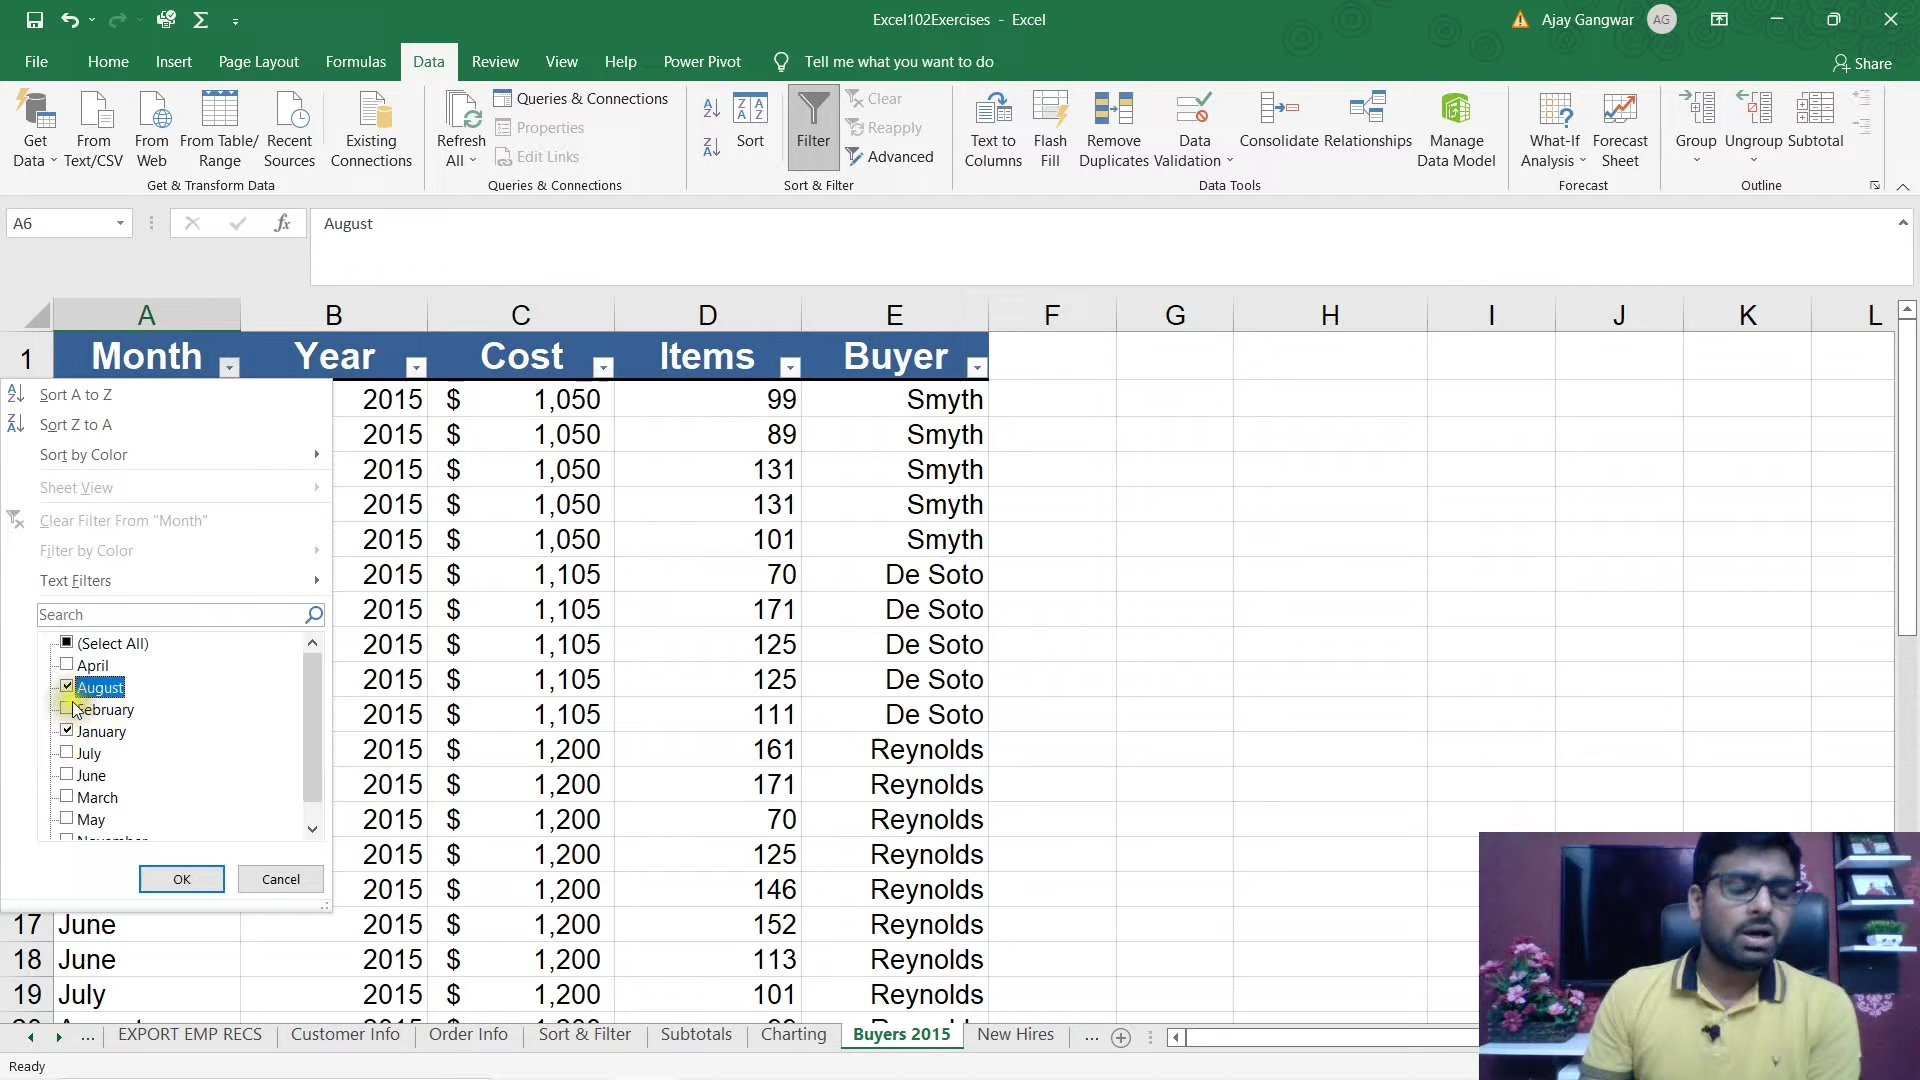 Excel102Exercises - Excel
Ajay Gangwar AG
File Home Insert Page Layout Formulas Data Review View Help Power Pivot Tell me what you want to do Share
Get Data
From Text/CSV
From Web
From Table/ Range
Recent Sources
Existing Connections
Get & Transform Data
Refresh All
Queries & Connections
Properties
Edit Links
Queries & Connections
Sort
Filter
Clear
Reapply
Advanced
Sort & Filter
Text to Columns
Flash Fill
Remove Duplicates
Data Validation
Consolidate
Relationships
Manage Data Model
Data Tools
What-If Analysis
Forecast Sheet
Forecast
Group
Ungroup
Subtotal
Outline
A6 fx August
A B C D E F G H I J K L
1 Month Year Cost Items Buyer
2015 $ 1,050 99 Smyth
2015 $ 1,050 89 Smyth
2015 $ 1,050 131 Smyth
2015 $ 1,050 131 Smyth
2015 $ 1,050 101 Smyth
2015 $ 1,105 70 De Soto
2015 $ 1,105 171 De Soto
2015 $ 1,105 125 De Soto
2015 $ 1,105 125 De Soto
2015 $ 1,105 111 De Soto
2015 $ 1,200 161 Reynolds
2015 $ 1,200 171 Reynolds
2015 $ 1,200 70 Reynolds
2015 $ 1,200 125 Reynolds
2015 $ 1,200 146 Reynolds
17 June 2015 $ 1,200 152 Reynolds
18 June 2015 $ 1,200 113 Reynolds
19 July 2015 $ 1,200 101 Reynolds
Sort A to Z
Sort Z to A
Sort by Color
Sheet View
Clear Filter From "Month"
Filter by Color
Text Filters
Search
(Select All)
April
August
February
January
July
June
March
May
OK Cancel
... EXPORT EMP RECS Customer Info Order Info Sort & Filter Subtotals Charting Buyers 2015 New Hires ...
Ready